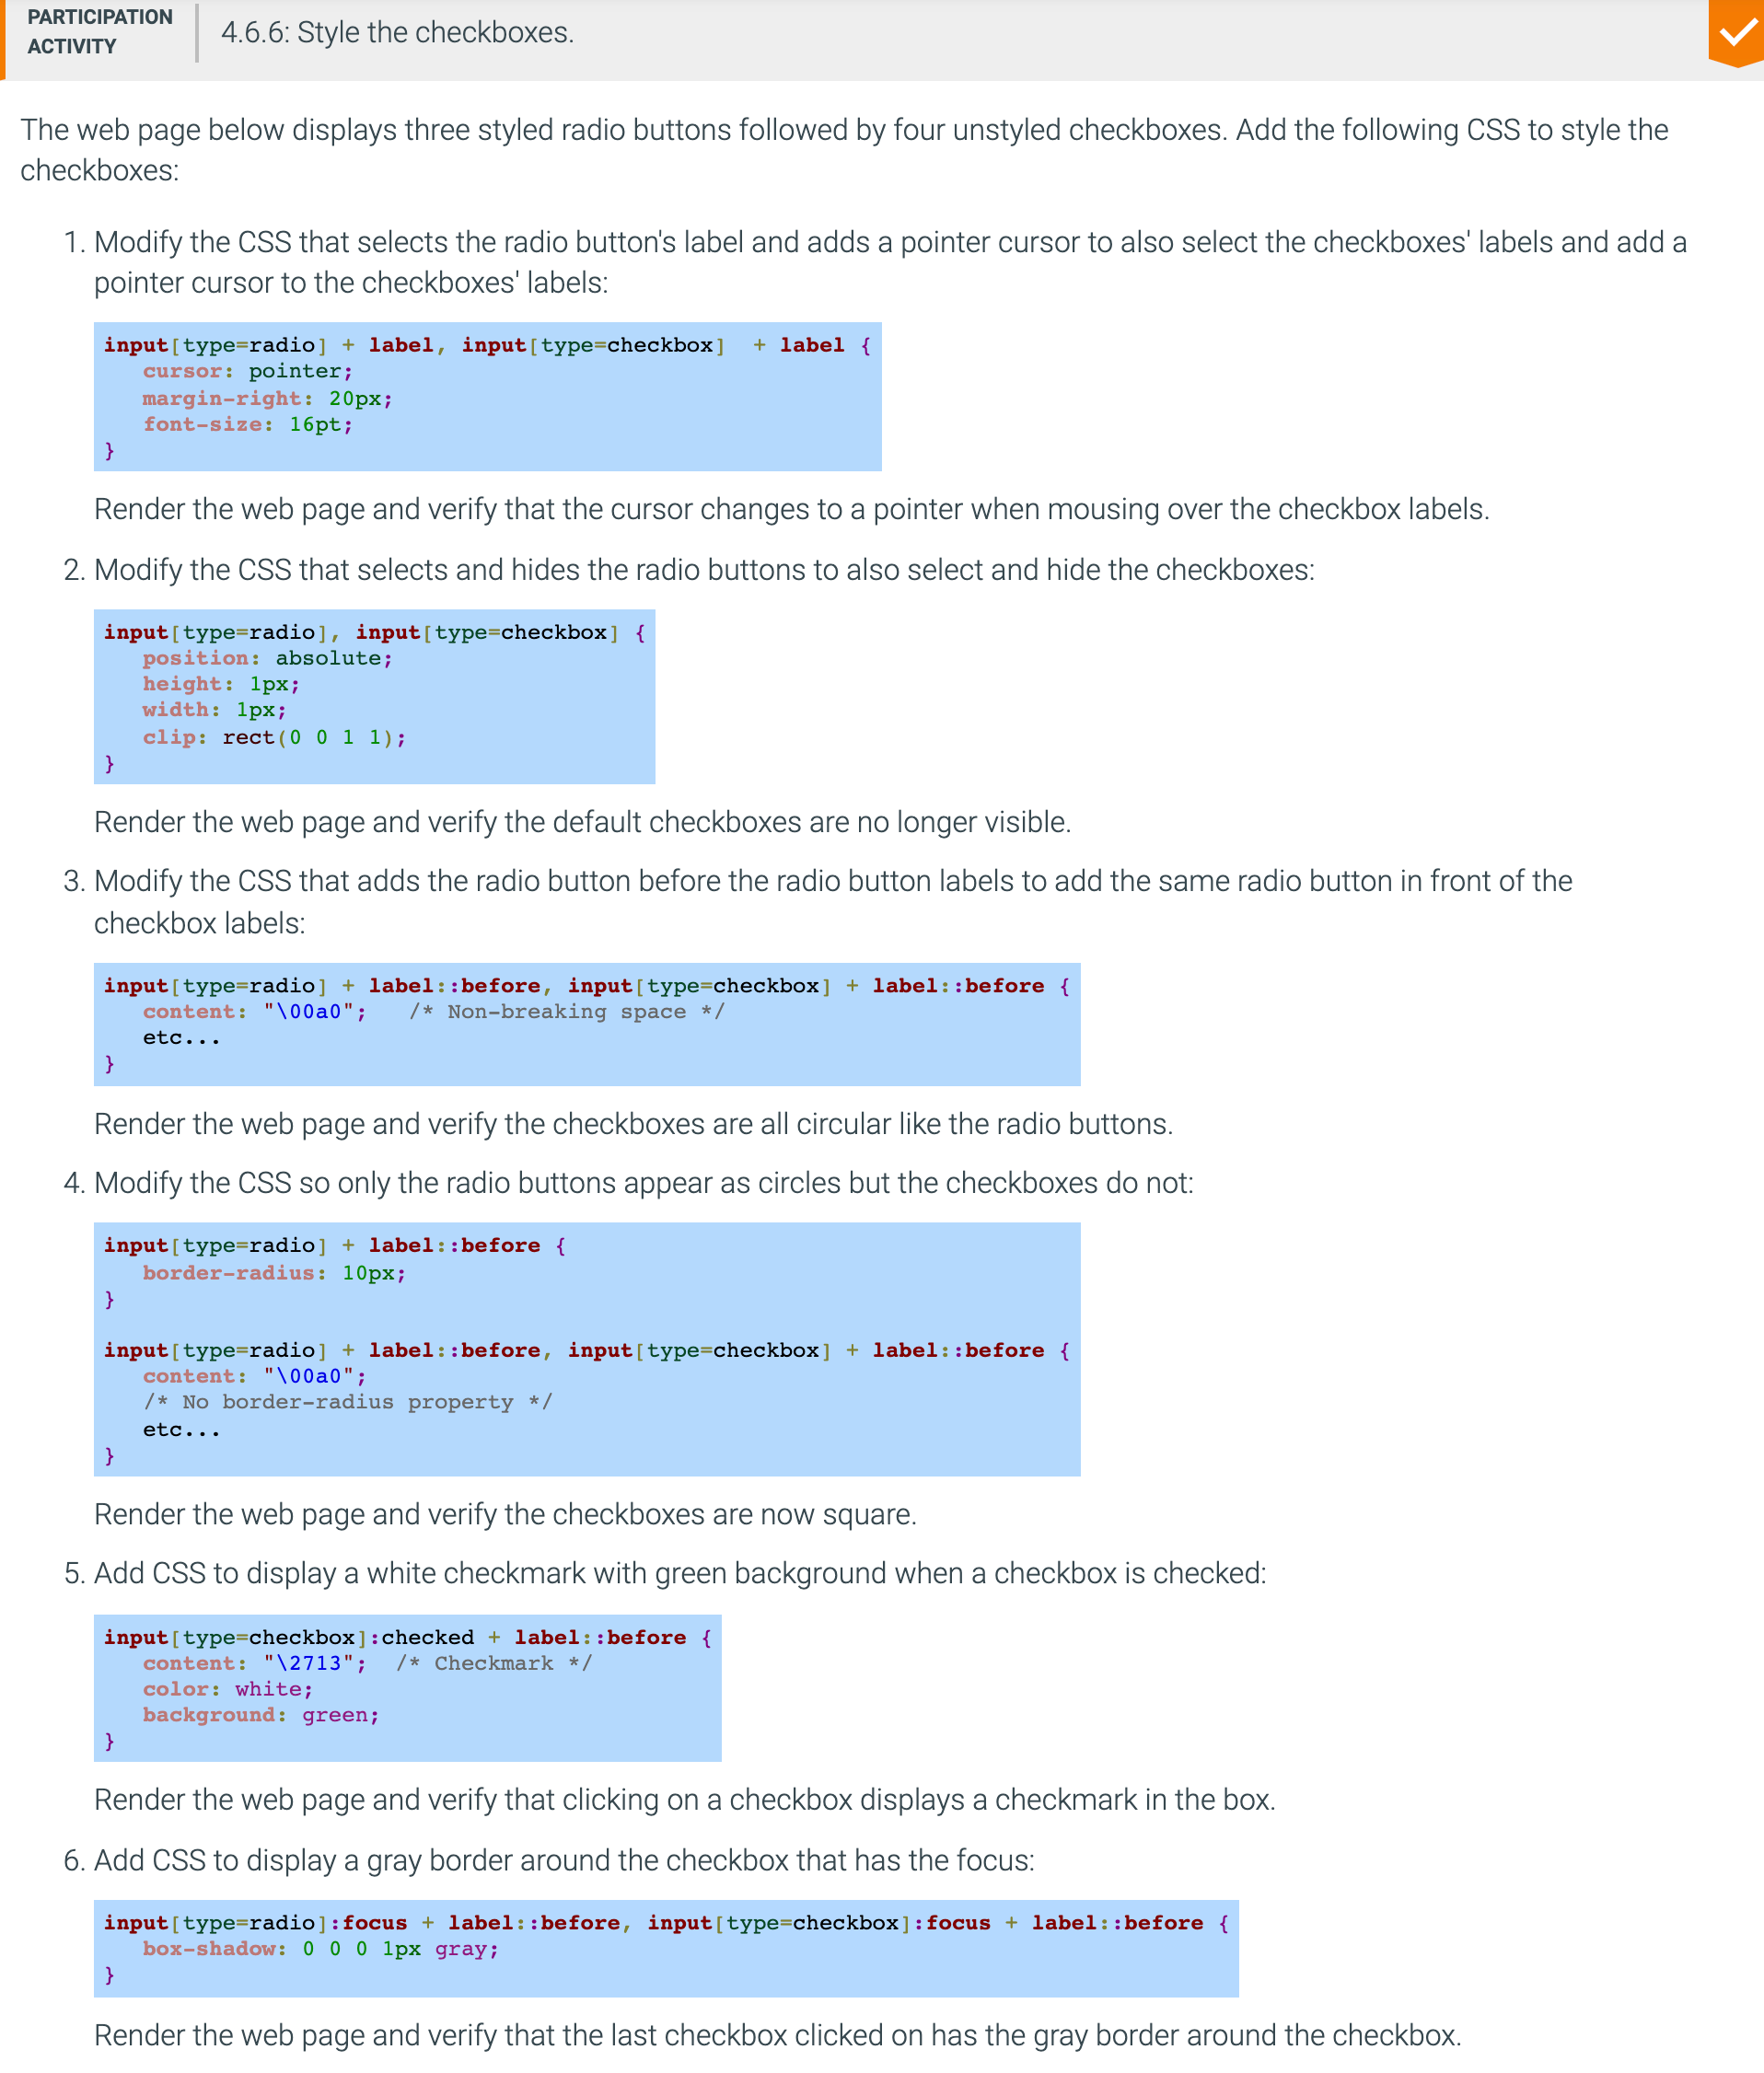 PARTICIPATION
ACTIVITY
4.6.6: Style the checkboxes.
The web page below displays three styled radio buttons followed by four unstyled checkboxes. Add the following CSS to style the
checkboxes:
1. Modify the CSS that selects the radio button's label and adds a pointer cursor to also select the checkboxes' labels and add a
pointer cursor to the checkboxes' labels:
input[type=radio] + label, input[type=checkbox]  + label {
   cursor: pointer;
   margin-right: 20px;
   font-size: 16pt;
}
Render the web page and verify that the cursor changes to a pointer when mousing over the checkbox labels.
2. Modify the CSS that selects and hides the radio buttons to also select and hide the checkboxes:
input[type=radio], input[type=checkbox] {
   position: absolute;
   height: 1px;
   width: 1px;
   clip: rect(0 0 1 1);
}
Render the web page and verify the default checkboxes are no longer visible.
3. Modify the CSS that adds the radio button before the radio button labels to add the same radio button in front of the
checkbox labels:
input[type=radio] + label::before, input[type=checkbox] + label::before {
   content: "\00a0";   /* Non-breaking space */
   etc...
}
Render the web page and verify the checkboxes are all circular like the radio buttons.
4. Modify the CSS so only the radio buttons appear as circles but the checkboxes do not:
input[type=radio] + label::before {
   border-radius: 10px;
}
input[type=radio] + label::before, input[type=checkbox] + label::before {
   content: "\00a0";
   /* No border-radius property */
   etc...
}
Render the web page and verify the checkboxes are now square.
5. Add CSS to display a white checkmark with green background when a checkbox is checked:
input[type=checkbox]:checked + label::before {
   content: "\2713";  /* Checkmark */
   color: white;
   background: green;
}
Render the web page and verify that clicking on a checkbox displays a checkmark in the box.
6. Add CSS to display a gray border around the checkbox that has the focus:
input[type=radio]:focus + label::before, input[type=checkbox]:focus + label::before {
   box-shadow: 0 0 0 1px gray;
}
Render the web page and verify that the last checkbox clicked on has the gray border around the checkbox.